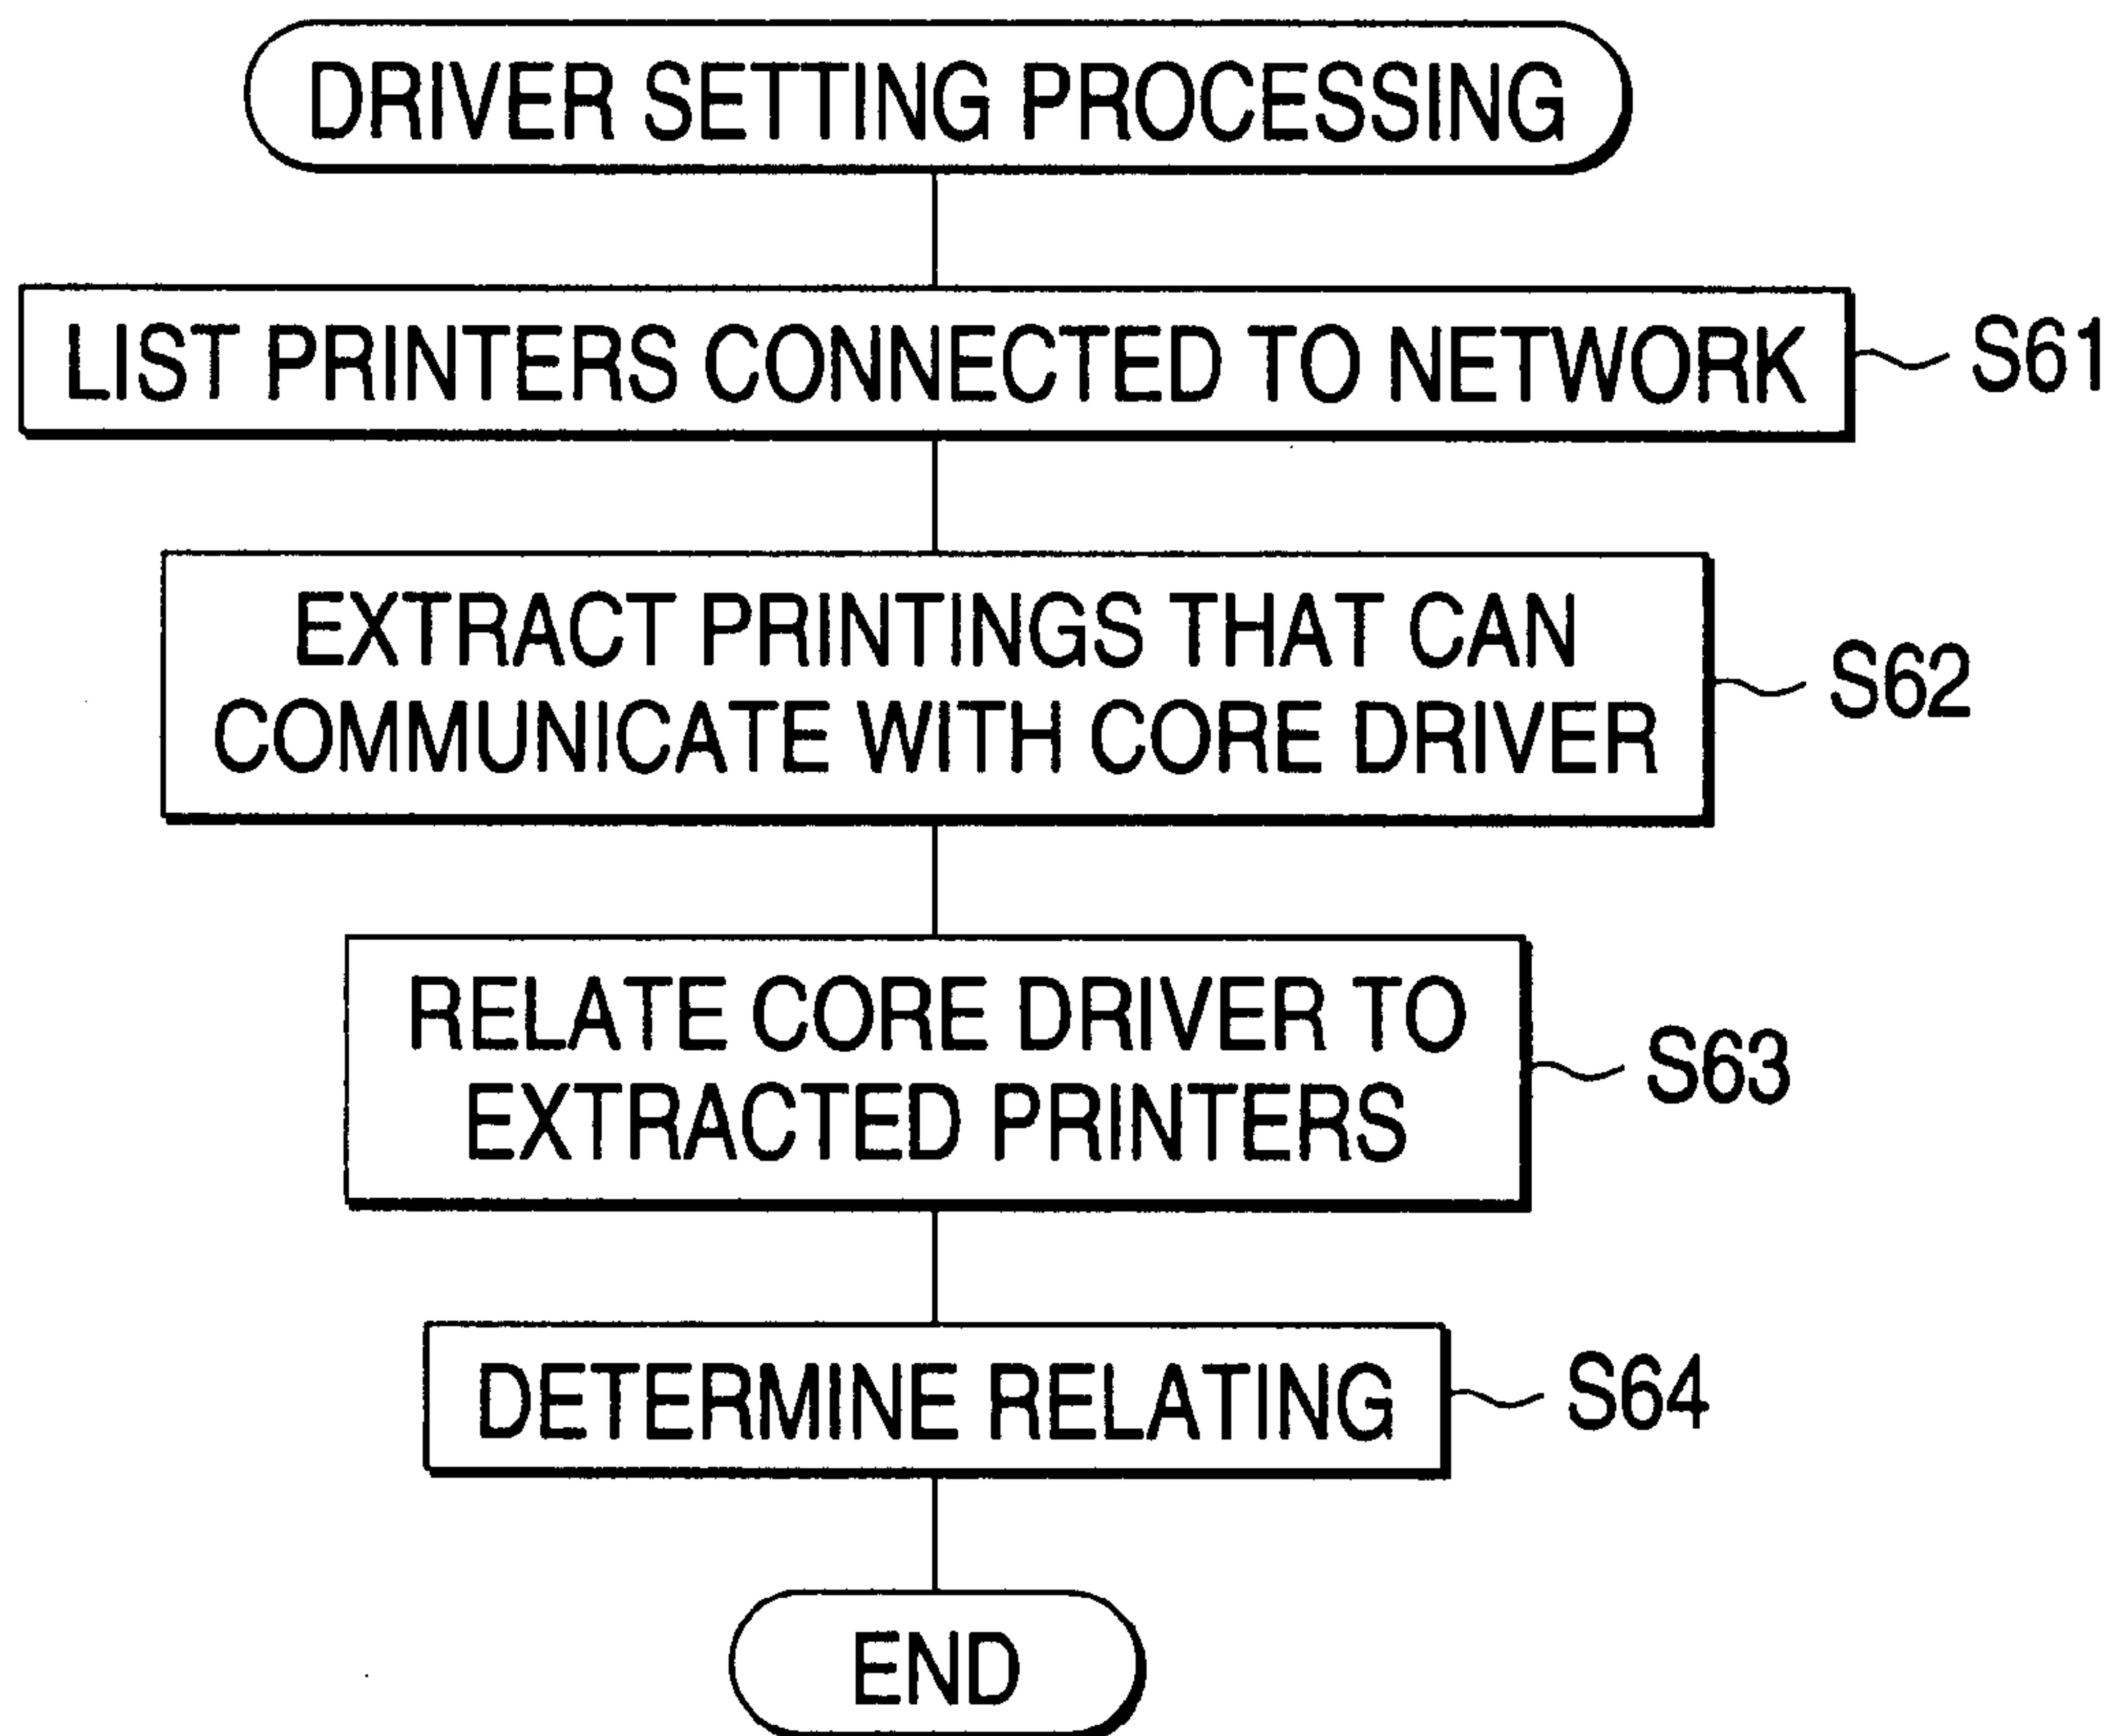 DRIVER SETTING PROCESSING
LIST PRINTERS CONNECTED TO NETWORK
S61
EXTRACT PRINTINGS THAT CAN
COMMUNICATE WITH CORE DRIVER
S62
RELATE CORE DRIVER TO
EXTRACTED PRINTERS
S63
DETERMINE RELATING
S64
END